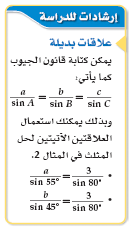 إرشادات للدراسة
علاقات بديلة
يمكن كتابة قانون الجيوب
كما يأتي:
a/sin A = b/sin B = c/sin C
وبذلك يمكنك استعمال
العلاقتين الآتيتين لحل
المثلث في المثال 2.
• a/sin 55° = 3/sin 80°
• b/sin 45° = 3/sin 80°